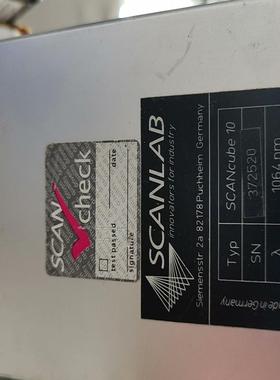 SCAN
check
test passed
date
signature
SCANLAB
innovators for industry
Siemensstr. 2a 82178 Puchheim Germany
Typ SCANcube 10
SN 372520
λ 1064 nm
de in Germany